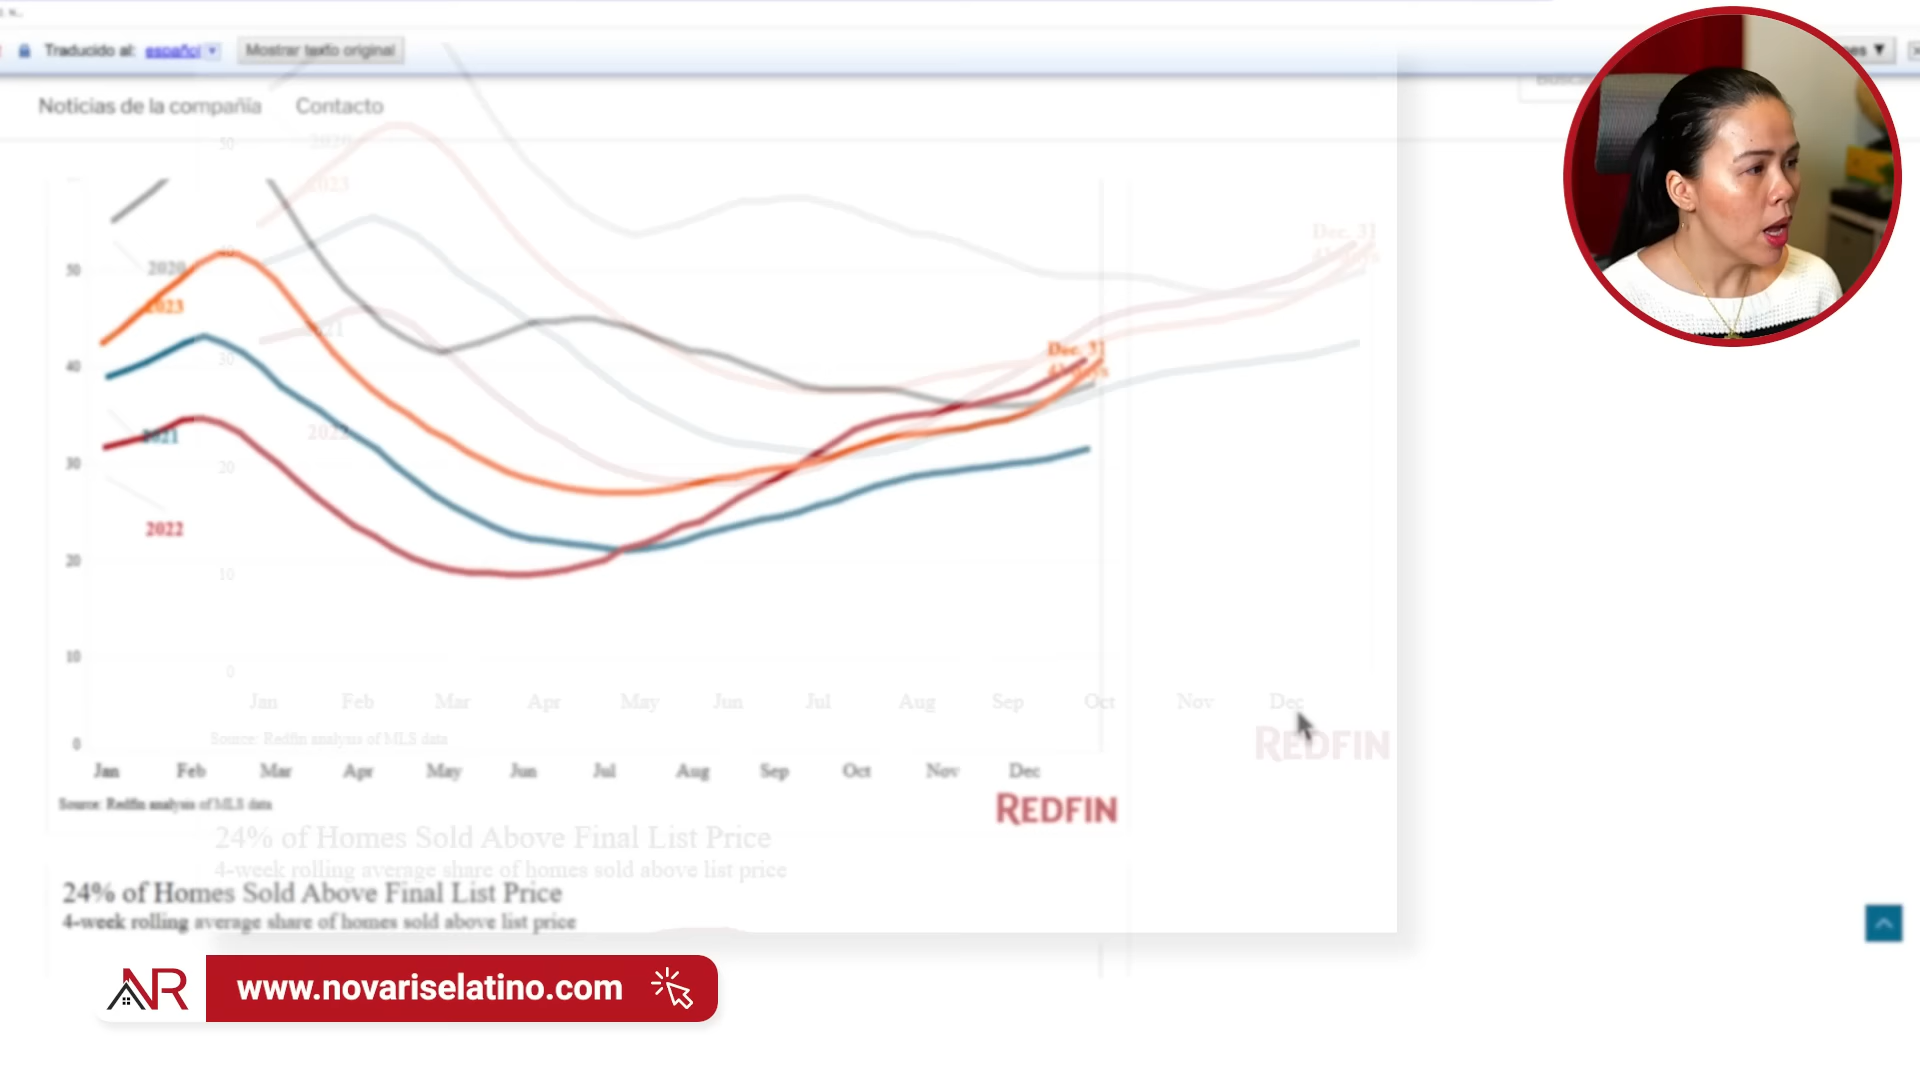 Traducido al: español
Mostrar texto original
Noticias de la compañía
Contacto
50
2020
2023
40
30
2021
2022
20
10
0
Dec. 31
Jan Feb Mar Apr May Jun Jul Aug Sep Oct Nov Dec
Source: Redfin analysis of MLS data
REDFIN
24% of Homes Sold Above Final List Price
4-week rolling average share of homes sold above list price
50
2020
2023
40
30
2022
20
10
0
Dec. 31
Jan Feb Mar Apr May Jun Jul Aug Sep Oct Nov Dec
Source: Redfin analysis of MLS data
REDFIN
24% of Homes Sold Above Final List Price
4-week rolling average share of homes sold above list price
NR
www.novariselatino.com